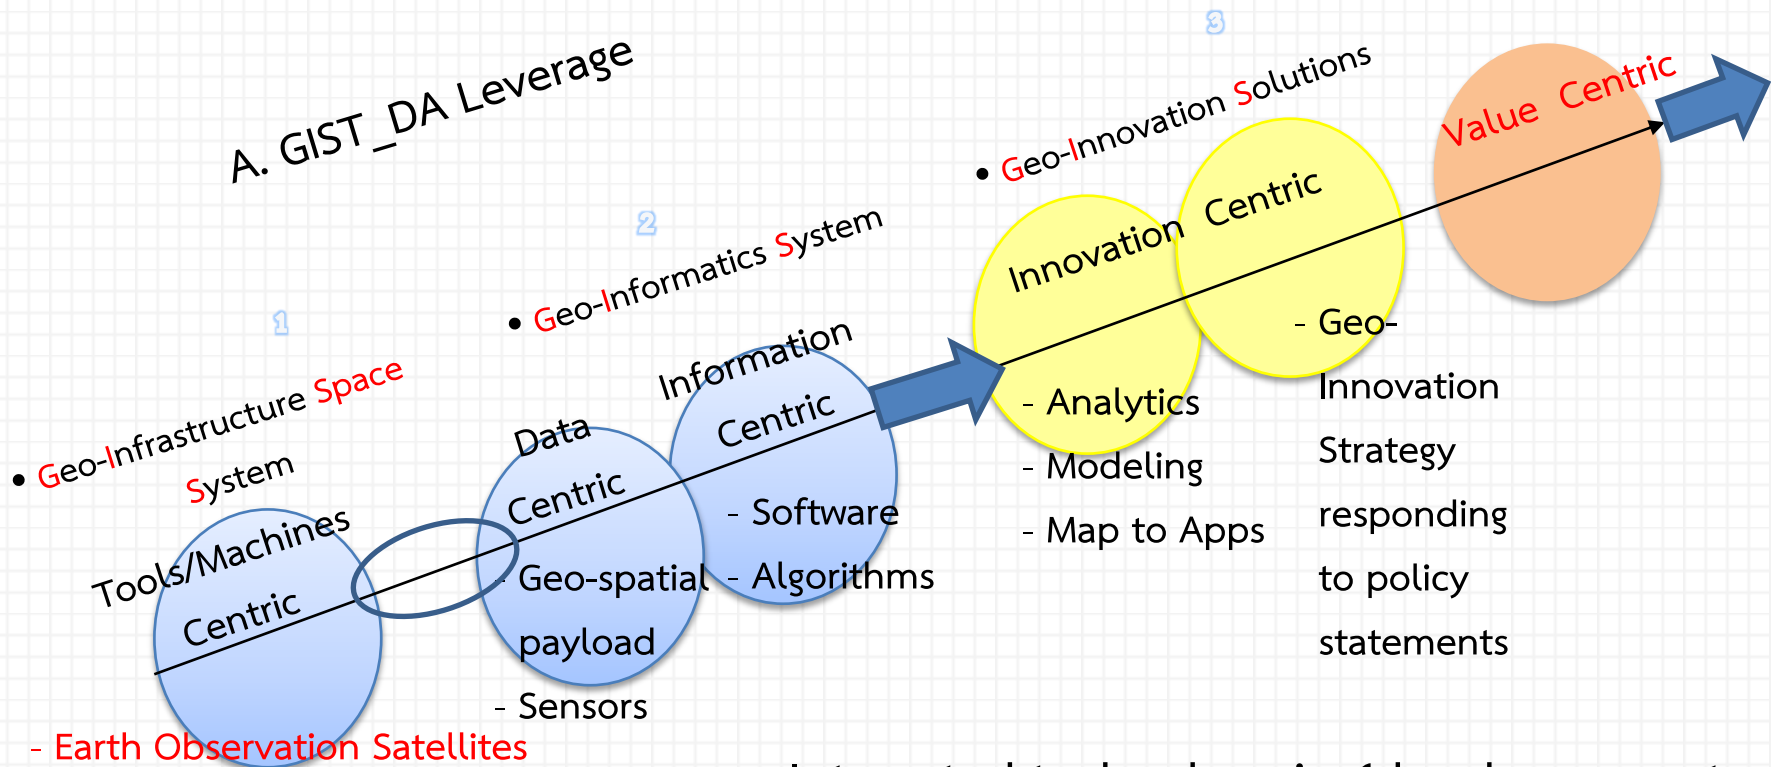 A. GIST_DA Leverage
1
• Geo-Infrastructure Space
System
Tools/Machines
Centric
- Earth Observation Satellites
2
• Geo-Informatics System
Data
Centric
- Geo-spatial
payload
- Sensors
Information
Centric
- Software
- Algorithms
3
• Geo-Innovation Solutions
Innovation Centric
- Analytics
- Modeling
- Map to Apps
- Geo-
Innovation
Strategy
responding
to policy
statements
Value Centric